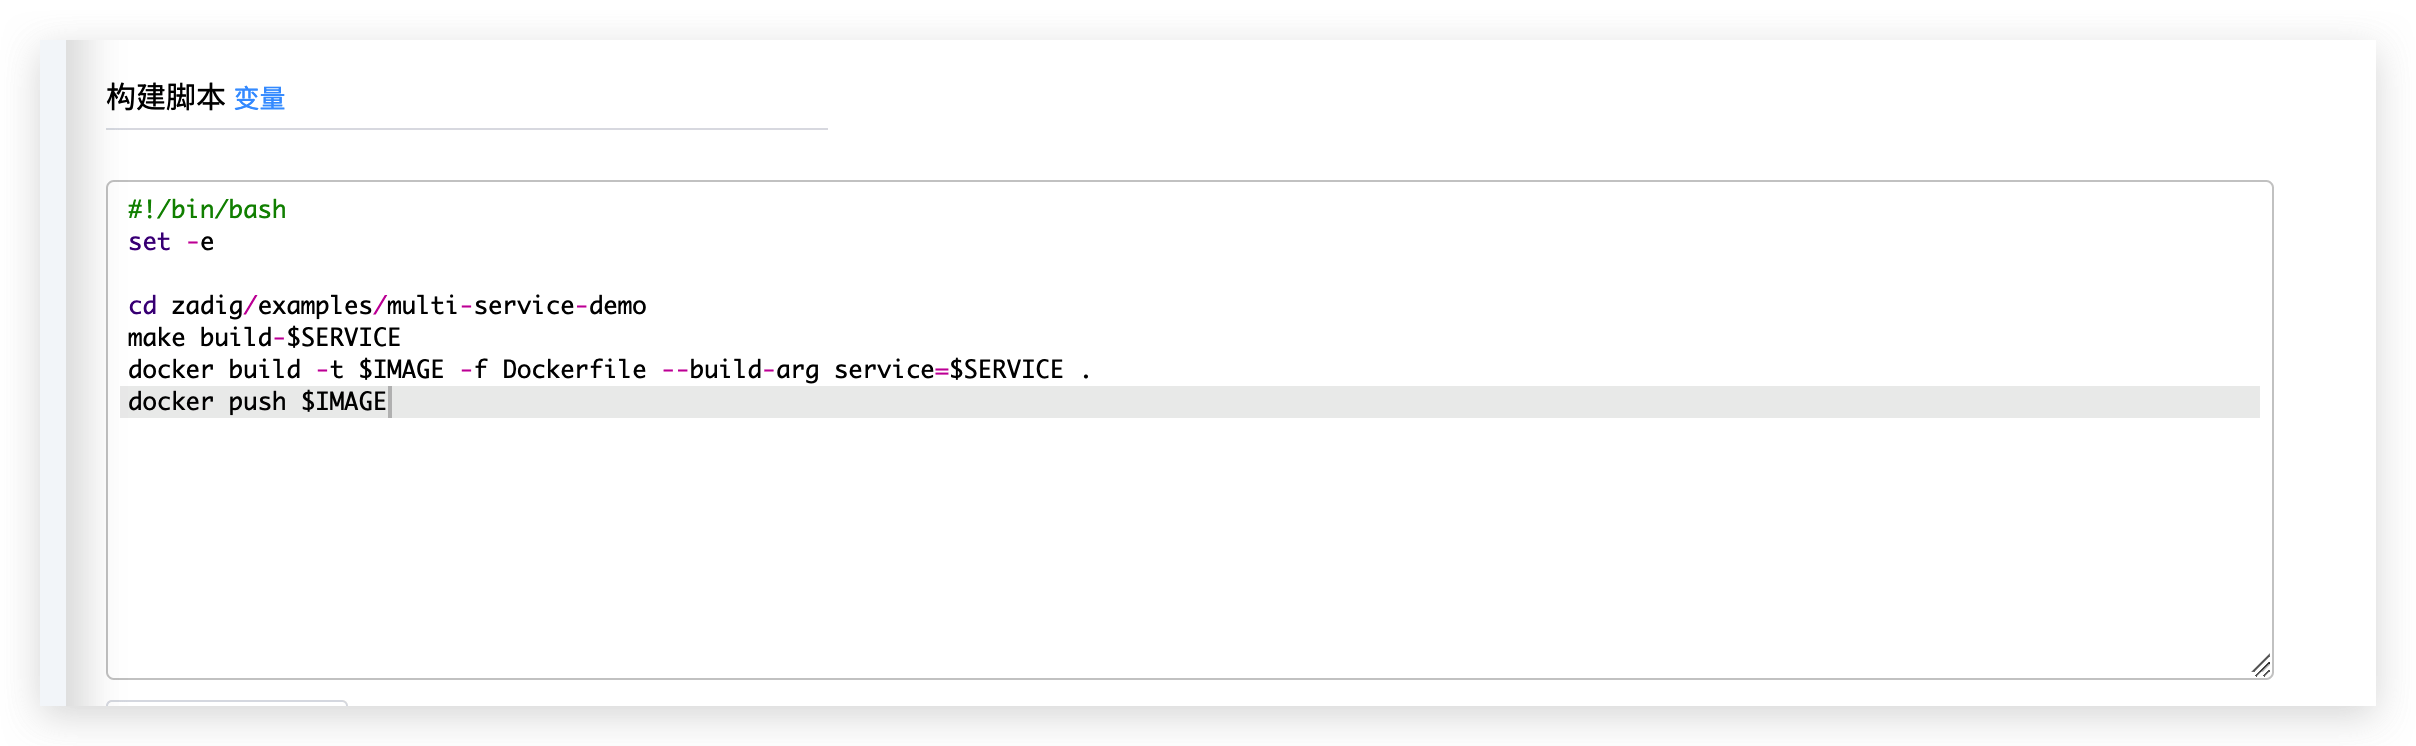 构建脚本 变量
#!/bin/bash
set -e
cd zadig/examples/multi-service-demo
make build-$SERVICE
docker build -t $IMAGE -f Dockerfile --build-arg service=$SERVICE .
docker push $IMAGE